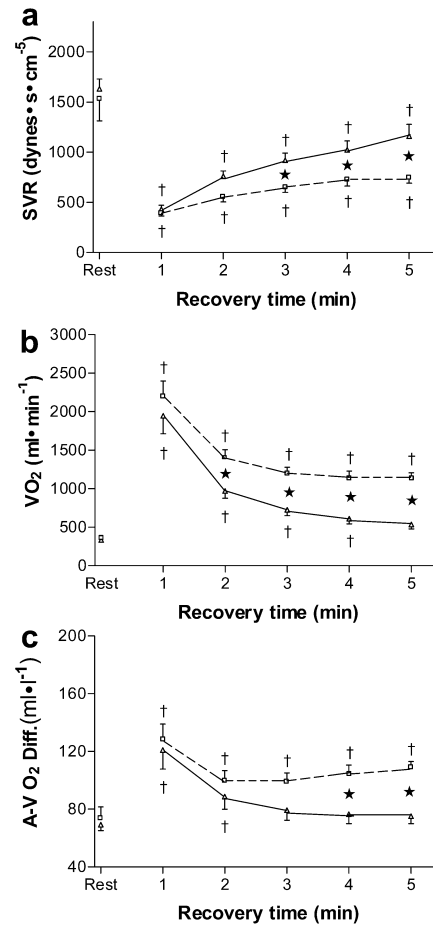 a
SVR (dynes•s•cm-5)
2000
1500
1000
500
0
† † † † †
★ ★ ★
† † † † †
Rest 1 2 3 4 5
Recovery time (min)
b
VO2 (ml•min-1)
3000
2500
2000
1500
1000
500
0
† † † † †
★ ★ ★ ★
† † † †
Rest 1 2 3 4 5
Recovery time (min)
c
A-V O2 Diff.(ml•l-1)
200
160
120
80
40
† † † † †
★ ★
† †
Rest 1 2 3 4 5
Recovery time (min)